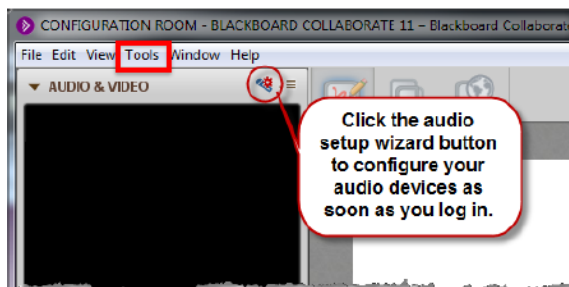 CONFIGURATION ROOM - BLACKBOARD COLLABORATE 11 – Blackboard Collaborate
File Edit View Tools Window Help
AUDIO & VIDEO
Click the audio
setup wizard button
to configure your
audio devices as
soon as you log in.